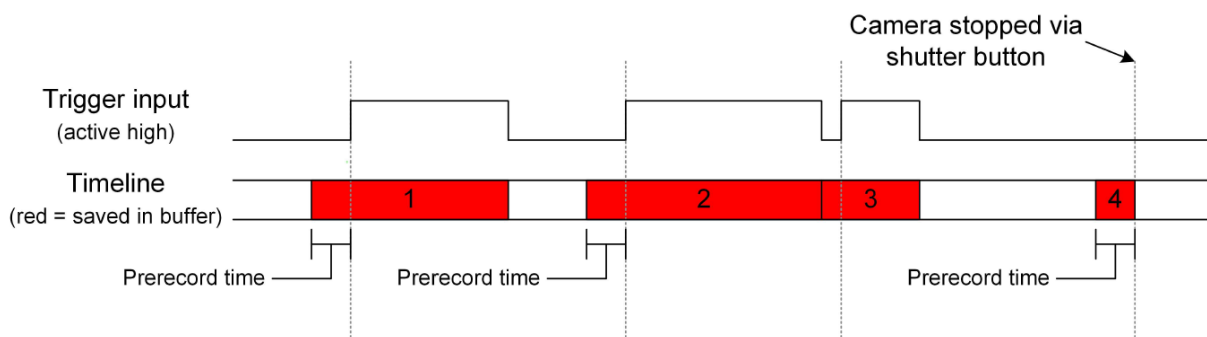 Camera stopped via
shutter button
Trigger input
(active high)
Timeline
(red = saved in buffer)
1
2
3
4
Prerecord time
Prerecord time
Prerecord time